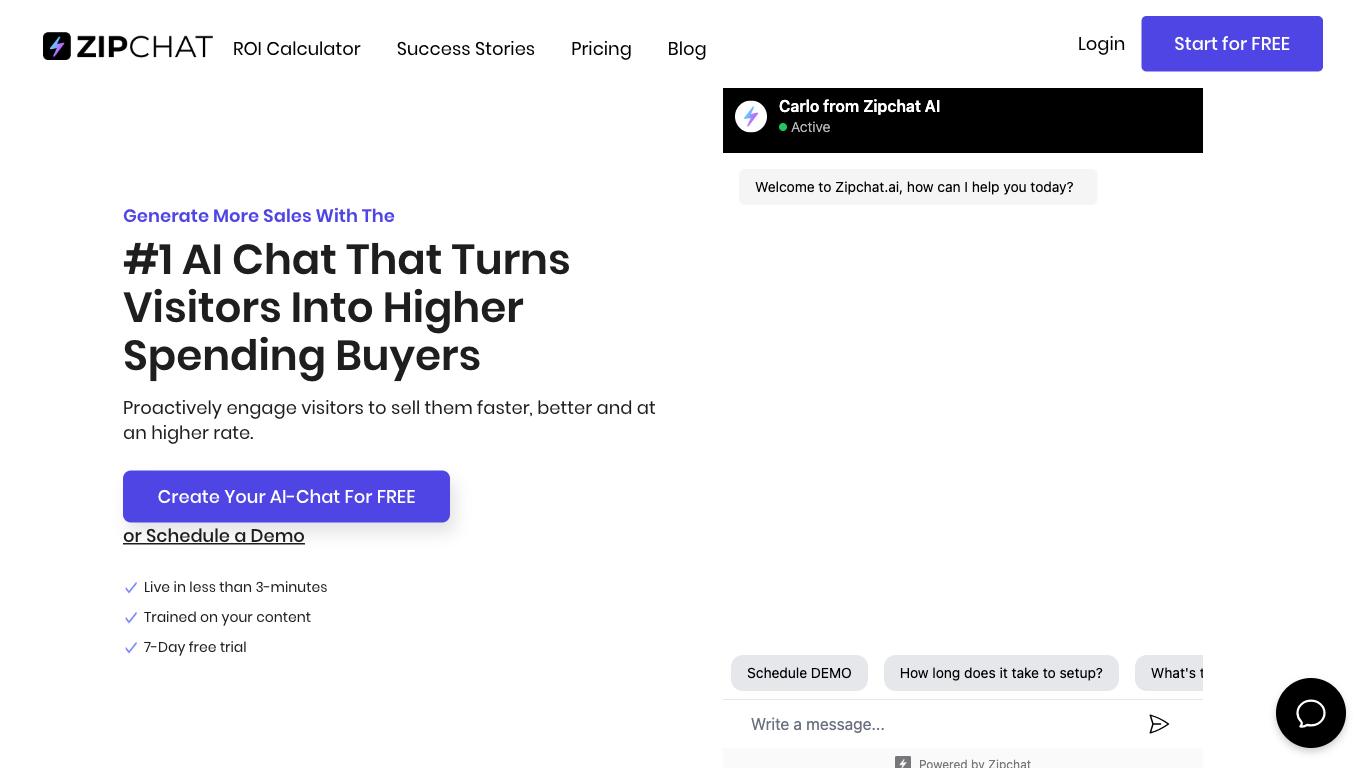 ZIPCHAT
ROI Calculator
Success Stories
Pricing
Blog
Login
Start for FREE
Generate More Sales With The
#1 AI Chat That Turns
Visitors Into Higher
Spending Buyers
Proactively engage visitors to sell them faster, better and at
an higher rate.
Create Your AI-Chat For FREE
or Schedule a Demo
Live in less than 3-minutes
Trained on your content
7-Day free trial
Carlo from Zipchat AI
Active
Welcome to Zipchat.ai, how can I help you today?
Schedule DEMO
How long does it take to setup?
What's
Write a message...
Powered by Zipchat